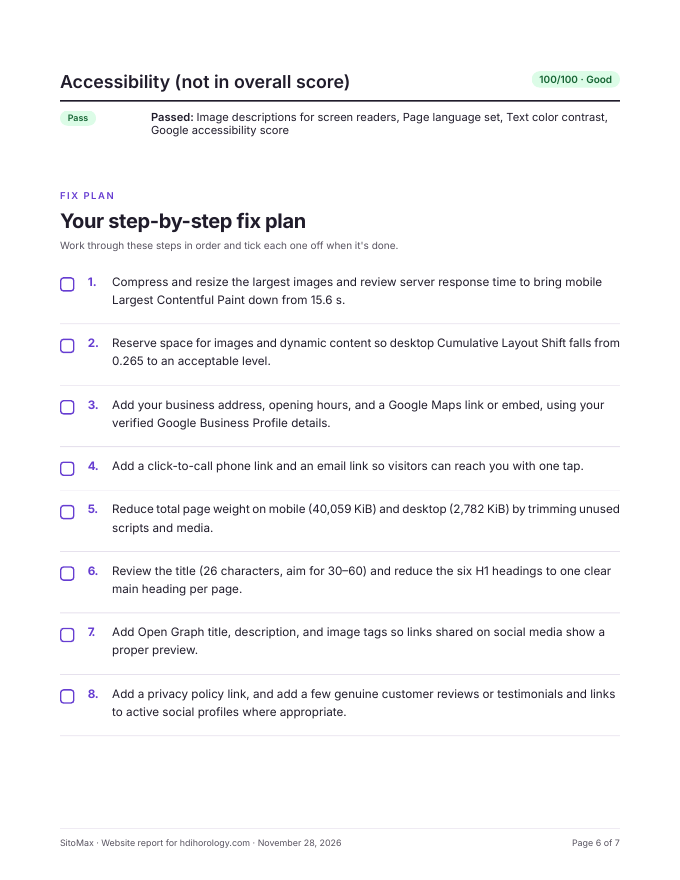 Accessibility (not in overall score)
100/100 · Good
Pass
Passed: Image descriptions for screen readers, Page language set, Text color contrast,
Google accessibility score
FIX PLAN
Your step-by-step fix plan
Work through these steps in order and tick each one off when it's done.
1. Compress and resize the largest images and review server response time to bring mobile
Largest Contentful Paint down from 15.6 s.
2. Reserve space for images and dynamic content so desktop Cumulative Layout Shift falls from
0.265 to an acceptable level.
3. Add your business address, opening hours, and a Google Maps link or embed, using your
verified Google Business Profile details.
4. Add a click-to-call phone link and an email link so visitors can reach you with one tap.
5. Reduce total page weight on mobile (40,059 KiB) and desktop (2,782 KiB) by trimming unused
scripts and media.
6. Review the title (26 characters, aim for 30–60) and reduce the six H1 headings to one clear
main heading per page.
7. Add Open Graph title, description, and image tags so links shared on social media show a
proper preview.
8. Add a privacy policy link, and add a few genuine customer reviews or testimonials and links
to active social profiles where appropriate.
SitoMax · Website report for hdihorology.com · November 28, 2026
Page 6 of 7